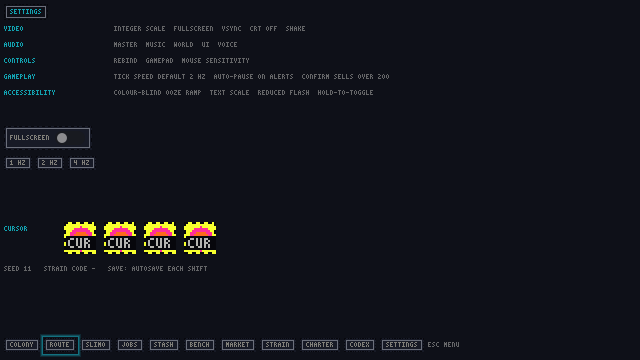 SETTINGS
VIDEO INTEGER SCALE FULLSCREEN VSYNC CRT OFF SHAKE
AUDIO MASTER MUSIC WORLD UI VOICE
CONTROLS REBIND GAMEPAD MOUSE SENSITIVITY
GAMEPLAY TICK SPEED DEFAULT 2 HZ AUTO-PAUSE ON ALERTS CONFIRM SELLS OVER 200
ACCESSIBILITY COLOUR-BLIND OOZE RAMP TEXT SCALE REDUCED FLASH HOLD-TO-TOGGLE
FULLSCREEN
1 HZ 2 HZ 4 HZ
CURSOR CUR CUR CUR CUR
SEED 11 STRAIN CODE - SAVE: AUTOSAVE EACH SHIFT
COLONY ROUTE SLIMO JOBS STASH BENCH MARKET STRAIN CHARTER CODEX SETTINGS ESC MENU